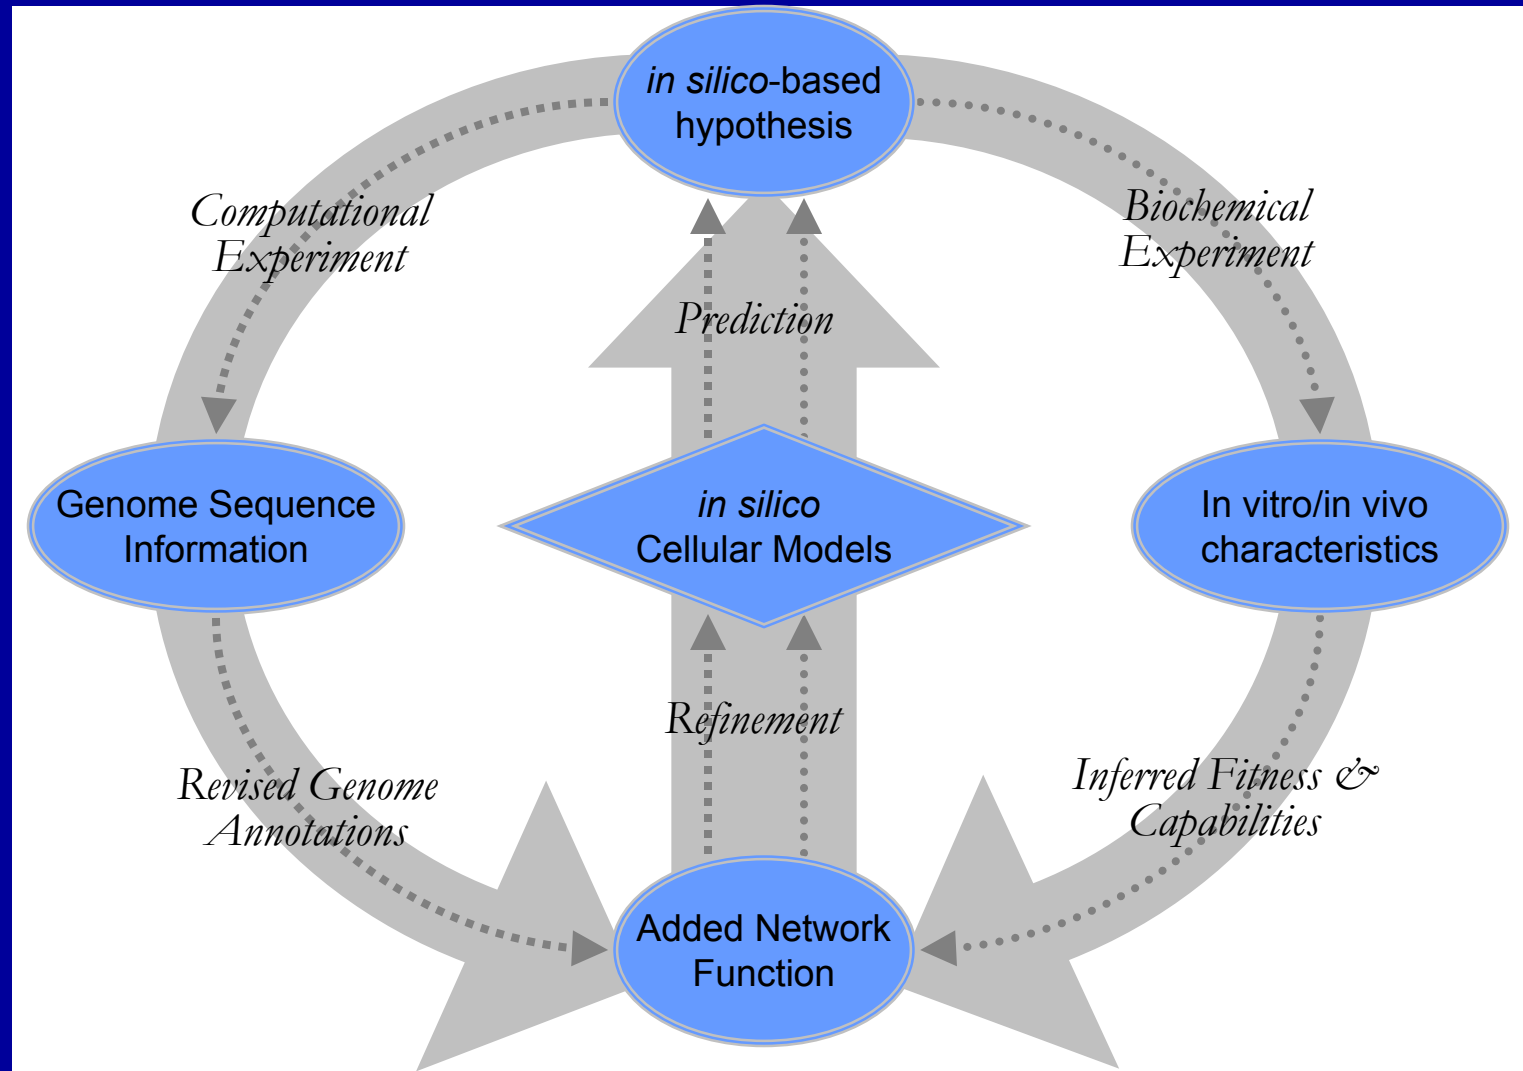 in silico-based
hypothesis
Computational
Experiment
Biochemical
Experiment
Prediction
Genome Sequence
Information
in silico
Cellular Models
In vitro/in vivo
characteristics
Refinement
Revised Genome
Annotations
Inferred Fitness &
Capabilities
Added Network
Function